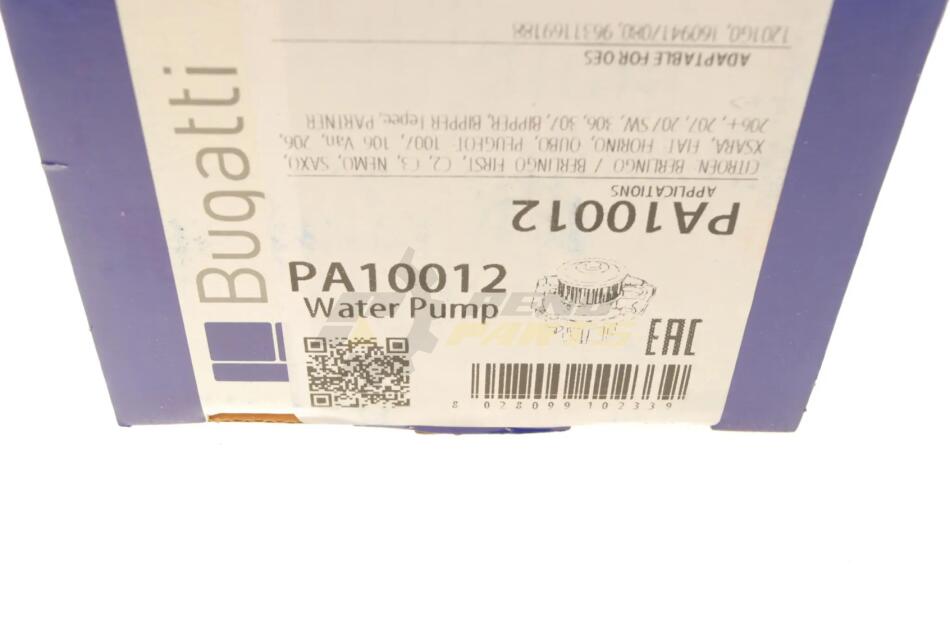 Bugatti
PA10012
Water Pump
EAC
8 028099 102339
PA10012
APPLICATIONS
CITROEN BERLINGO / BERLINGO FIRST, C2, C3, NEMO, SAXO,
XSARA, FIAT FIORINO, QUBO, PEUGEOT 1007, 106 Van, 206,
206+, 207, 207 SW, 306, 307, BIPPER, BIPPER Tepee, PARTNER
ADAPTABLE FOR OES
1201G0, 1609417080, 9631169188